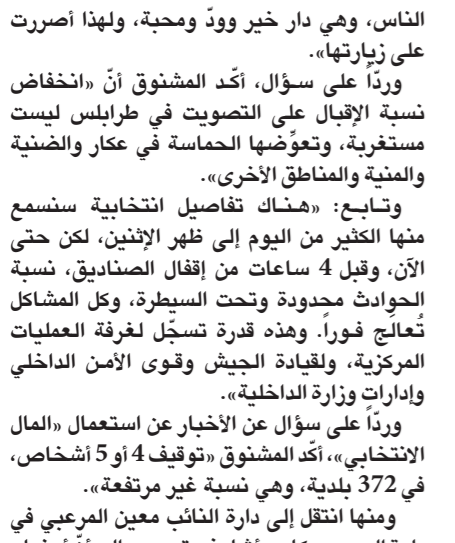 الناس، وهي دار خير وودّ ومحبة، ولهذا أصررت
على زيارتها».
وردّاً على سؤال، أكّد المشنوق أنّ «انخفاض
نسبة الإقبال على التصويت في طرابلس ليست
مستغربة، وتعوِّضها الحماسة في عكار والضنية
والمنية والمناطق الأخرى».
وتابع: «هناك تفاصيل انتخابية سنسمع
منها الكثير من اليوم إلى ظهر الإثنين، لكن حتى
الآن، وقبل 4 ساعات من إقفال الصناديق، نسبة
الحوادث محدودة وتحت السيطرة، وكل المشاكل
تُعالَج فوراً. وهذه قدرة تسجّل لغرفة العمليات
المركزية، ولقيادة الجيش وقوى الأمن الداخلي
وإدارات وزارة الداخلية».
وردّاً على سؤال عن الأخبار عن استعمال «المال
الانتخابي»، أكّد المشنوق «توقيف 4 أو 5 أشخاص،
في 372 بلدية، وهي نسبة غير مرتفعة».
ومنها انتقل إلى دارة النائب معين المرعبي في